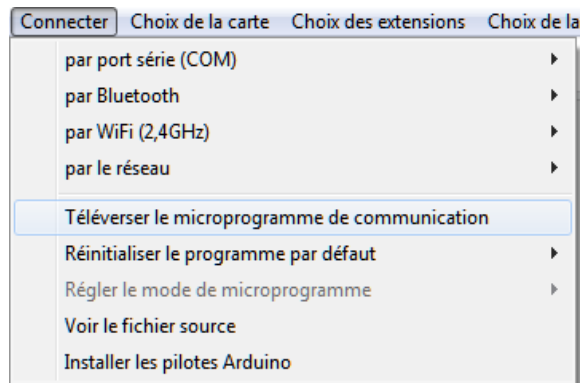 Connecter Choix de la carte Choix des extensions Choix de la
par port série (COM)
par Bluetooth
par WiFi (2,4GHz)
par le réseau
Téléverser le microprogramme de communication
Réinitialiser le programme par défaut
Régler le mode de microprogramme
Voir le fichier source
Installer les pilotes Arduino